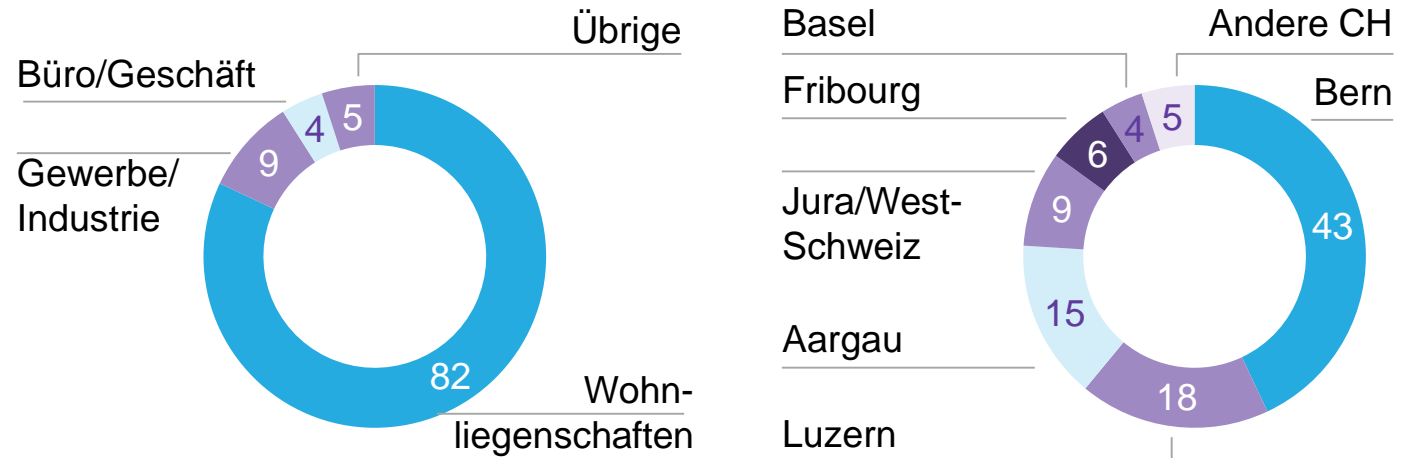 Übrige
Büro/Geschäft
4
5
9
Gewerbe/
Industrie
82
Wohn-
liegenschaften
Basel
Andere CH
Fribourg
Bern
4
5
6
Jura/West-
Schweiz
9
43
15
Aargau
18
Luzern